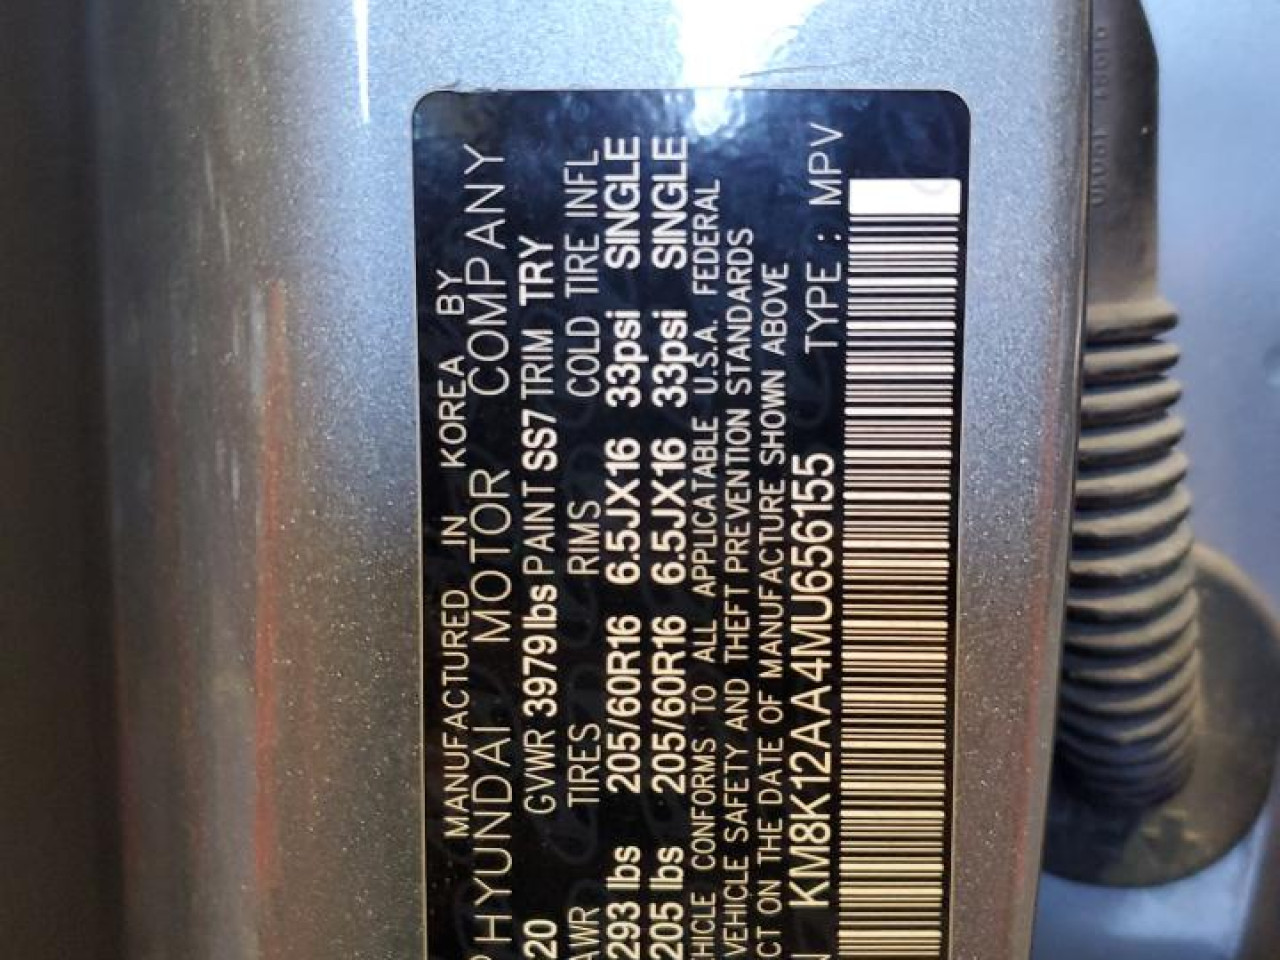 MANUFACTURED IN KOREA BY
HYUNDAI MOTOR COMPANY
20 GVWR 3979 lbs PAINT SS7 TRIM TRY
AWR TIRES RIMS COLD TIRE INFL
293 lbs 205/60R16 6.5JX16 33psi SINGLE
205 lbs 205/60R16 6.5JX16 33psi SINGLE
HICLE CONFORMS TO ALL APPLICATABLE U.S.A. FEDERAL
VEHICLE SAFETY AND THEFT PREVENTION STANDARDS
CT ON THE DATE OF MANUFACTURE SHOWN ABOVE
N KM8K12AA4MU656155 TYPE : MPV